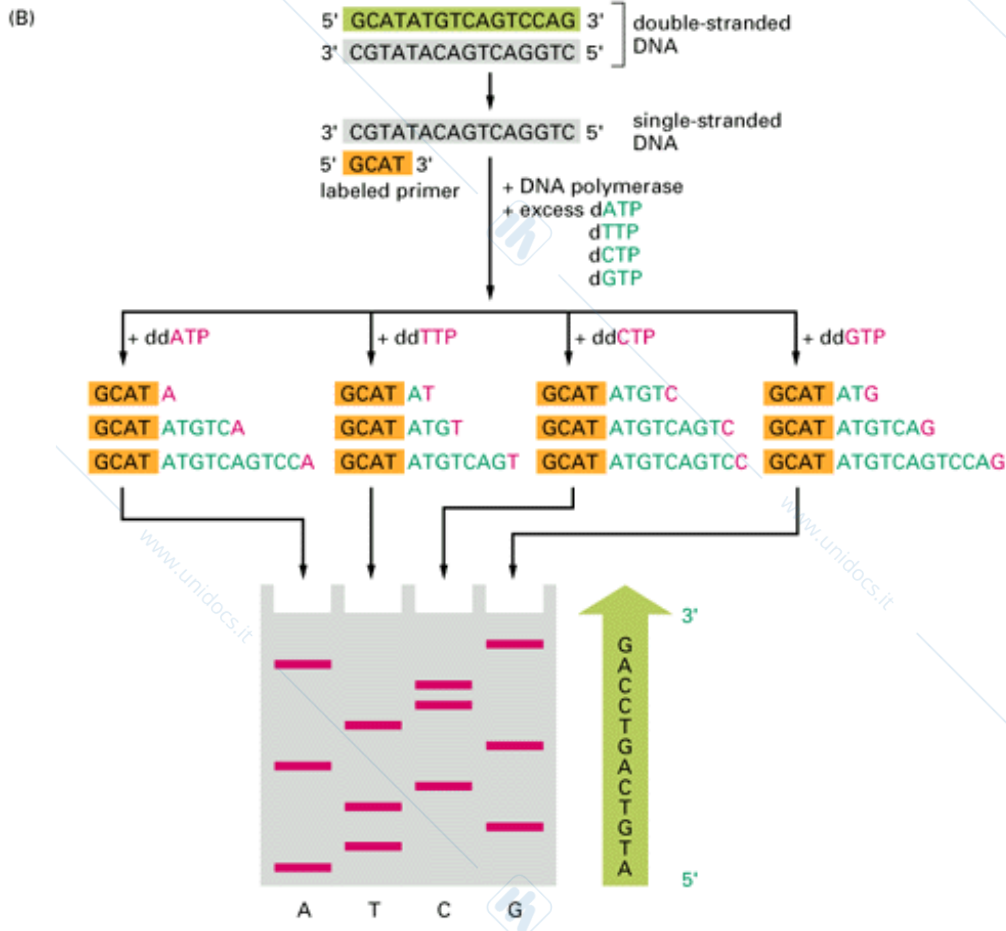 (B)
5' GCATATGTCAGTCCAG 3'
3' CGTATACAGTCAGGTC 5'
double-stranded
DNA
3' CGTATACAGTCAGGTC 5'
single-stranded
DNA
5' GCAT 3'
labeled primer
+ DNA polymerase
+ excess dATP
dTTP
dCTP
dGTP
+ ddATP
+ ddTTP
+ ddCTP
+ ddGTP
GCAT A
GCAT ATGTCA
GCAT ATGTCAGTCCA
GCAT AT
GCAT ATGT
GCAT ATGTCAGT
GCAT ATGTC
GCAT ATGTCAGTC
GCAT ATGTCAGTCC
GCAT ATG
GCAT ATGTCAG
GCAT ATGTCAGTCCAG
www.unidocs.it
www.unidocs.it
3'
G
A
C
C
T
G
A
C
T
G
T
A
5'
A T C G